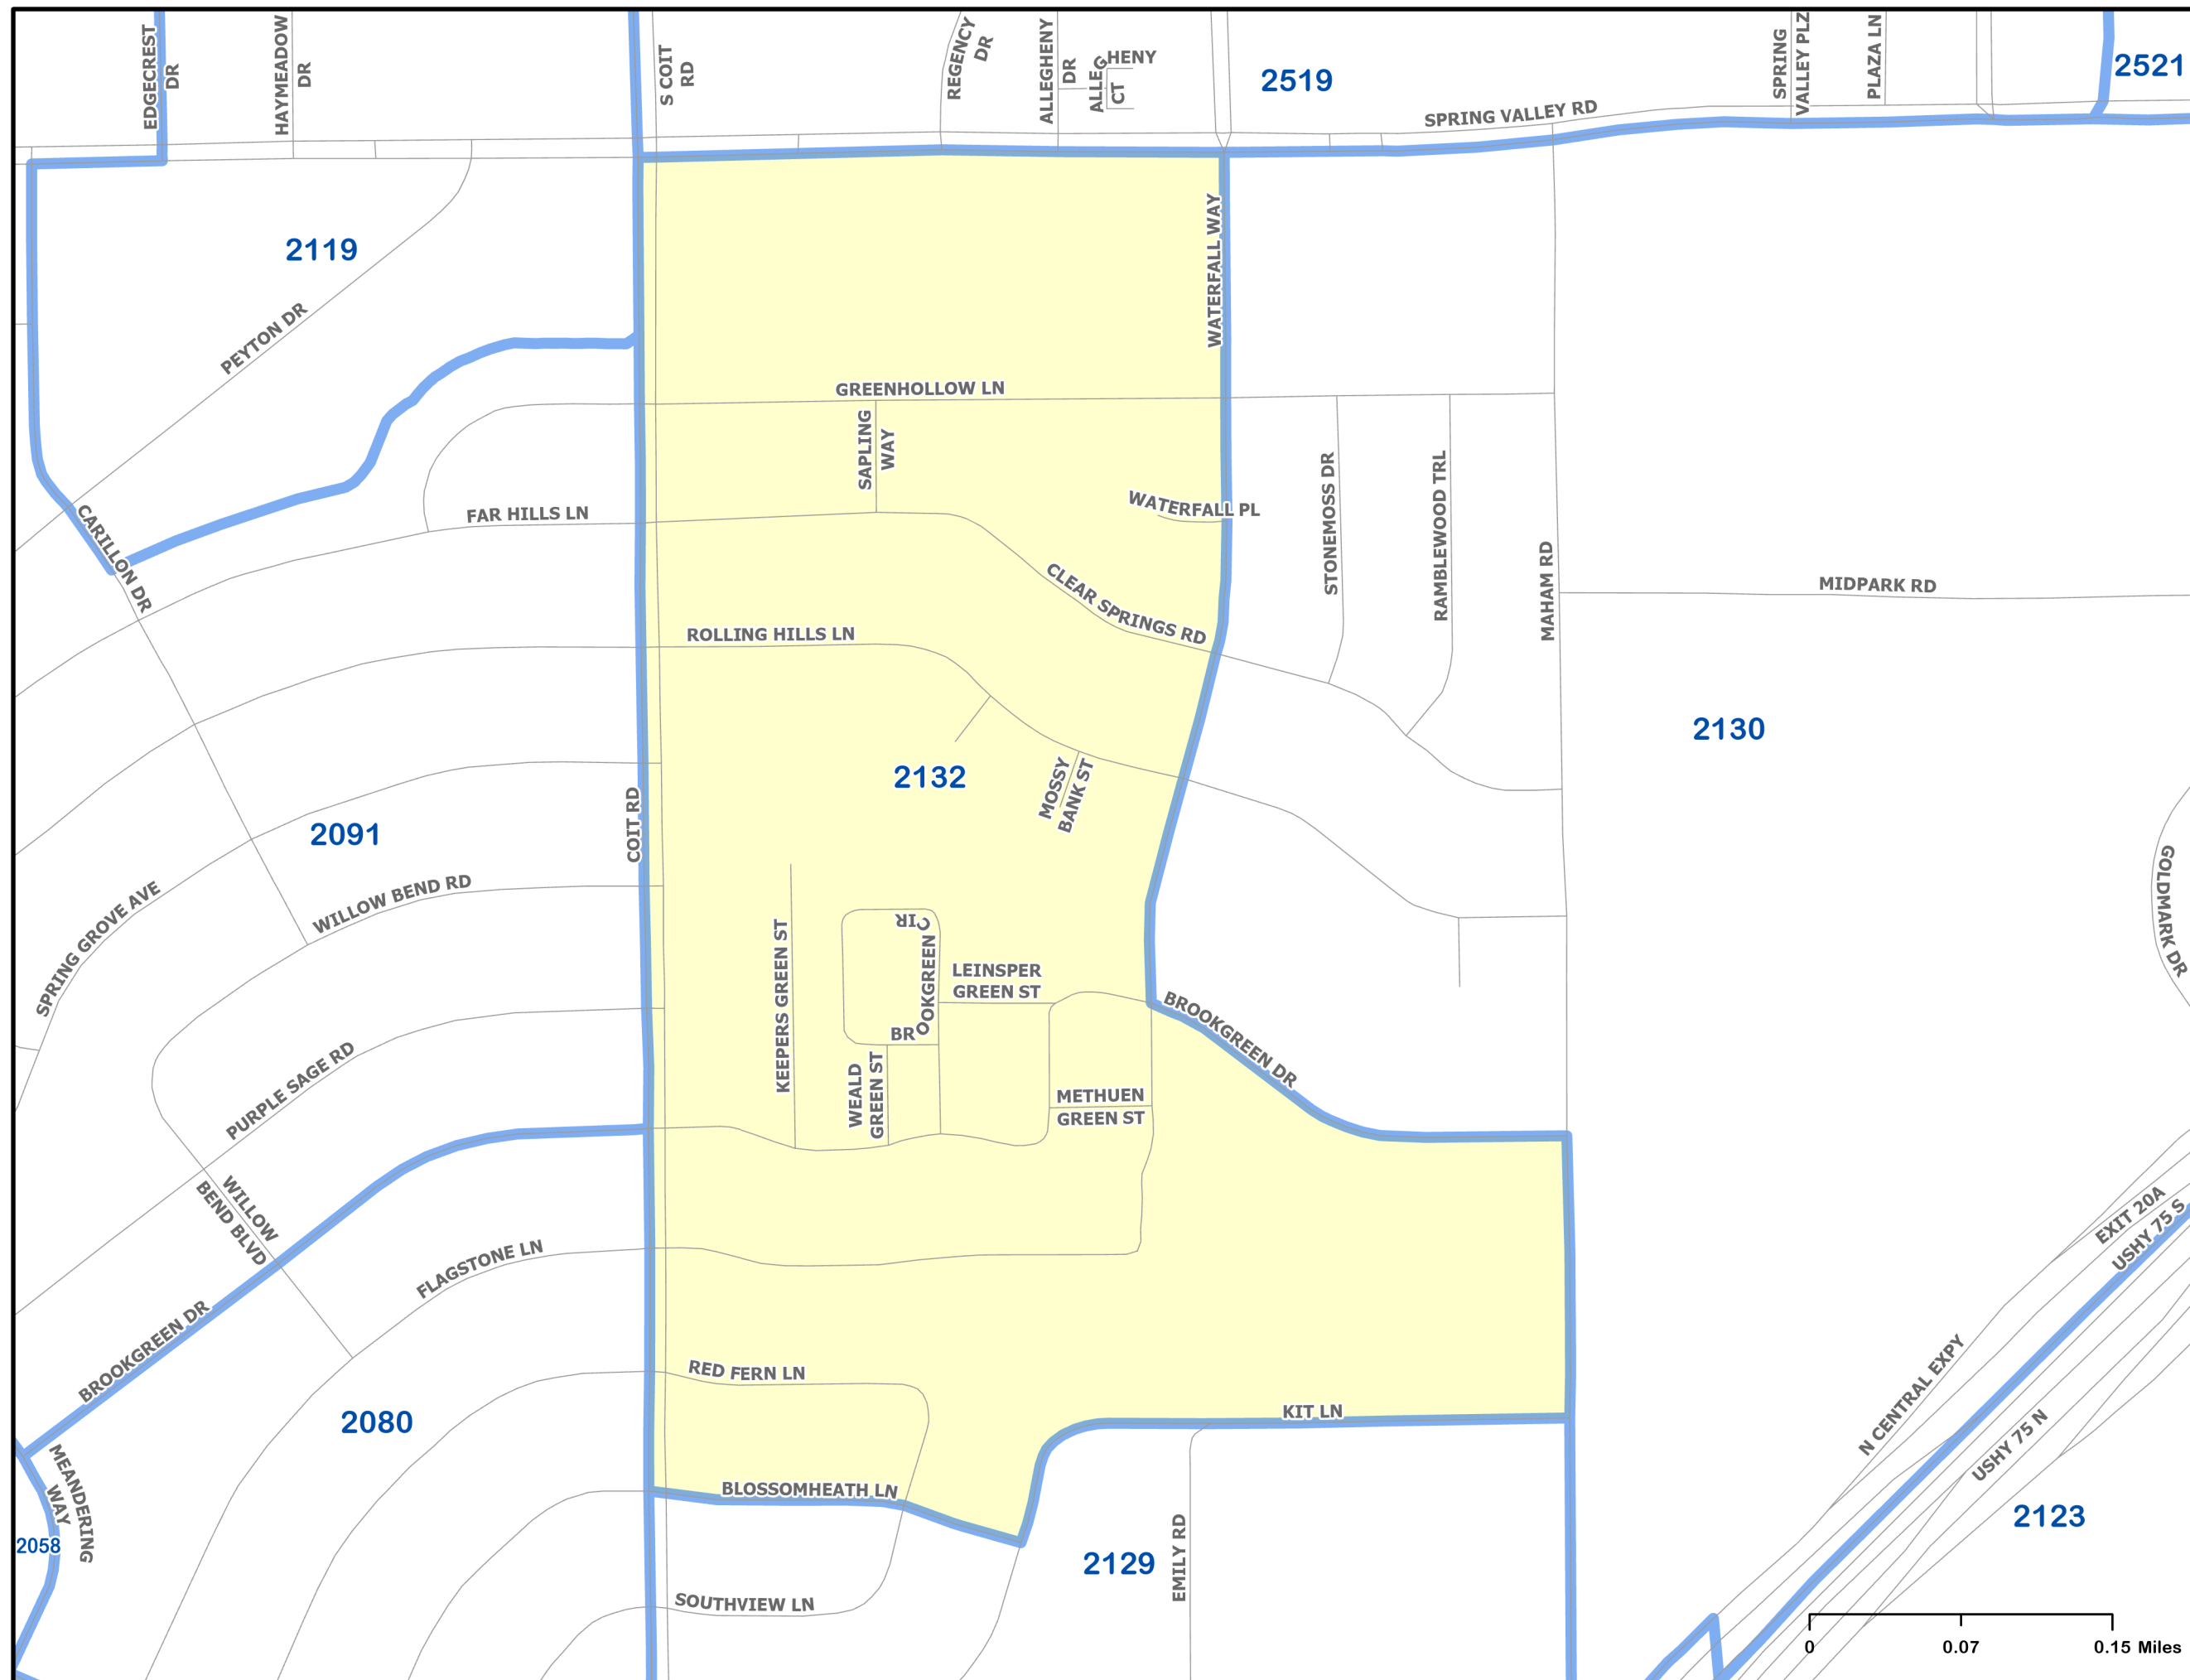 EDGECREST
DR
HAYMEADOW
DR
S COIT
RD
REGENCY
DR
ALLEGHENY
DR
ALLEGHENY
CT
2519
SPRING VALLEY RD
SPRING
VALLEY PLZ
PLAZA LN
2521
2119
PEYTON DR
WATERFALL WAY
GREENHOLLOW LN
SAPLING
WAY
FAR HILLS LN
WATERFALL PL
STONEMOSS DR
RAMBLEWOOD TRL
MAHAM RD
MIDPARK RD
CARILLON DR
CLEAR SPRINGS RD
ROLLING HILLS LN
2130
2132
MOSSY
BANK ST
COIT RD
2091
GOLDMARK DR
WILLOW BEND RD
SPRING GROVE AVE
KEEPERS GREEN ST
BROOKGREEN CIR
LEINSPER
GREEN ST
BROOKGREEN DR
WEALD
GREEN ST
METHUEN
GREEN ST
PURPLE SAGE RD
WILLOW
BEND BLVD
EXIT 20A
USHY 75 S
FLAGSTONE LN
BROOKGREEN DR
RED FERN LN
KIT LN
N CENTRAL EXPY
2080
USHY 75 N
MEANDERING
WAY
BLOSSOMHEATH LN
2123
2058
2129
EMILY RD
SOUTHVIEW LN
0 0.07 0.15 Miles